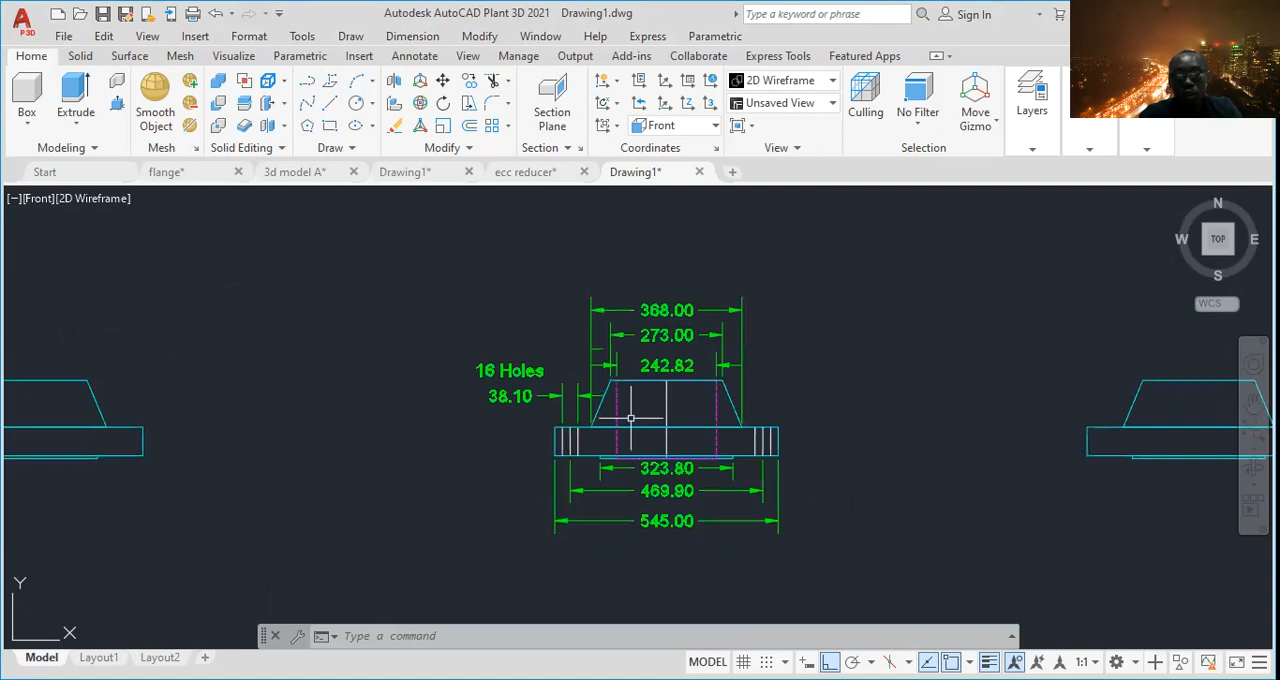 Autodesk AutoCAD Plant 3D 2021 Drawing1.dwg
Type a keyword or phrase
Sign In
A
P3D
File Edit View Insert Format Tools Draw Dimension Modify Window Help Express Parametric
Home Solid Surface Mesh Visualize Parametric Insert Annotate View Manage Output Add-ins Collaborate Express Tools Featured Apps
2D Wireframe
Unsaved View
Front
Box
Extrude
Smooth
Object
Section
Plane
Culling
No Filter
Move
Gizmo
Layers
Modeling
Mesh
Solid Editing
Draw
Modify
Section
Coordinates
View
Selection
Start flange* 3d model A* Drawing1* ecc reducer* Drawing1*
[−][Front][2D Wireframe]
N
W
TOP
E
S
WCS
368.00
273.00
242.82
16 Holes
38.10
323.80
469.90
545.00
Y
X
Type a command
Model Layout1 Layout2
MODEL
1:1